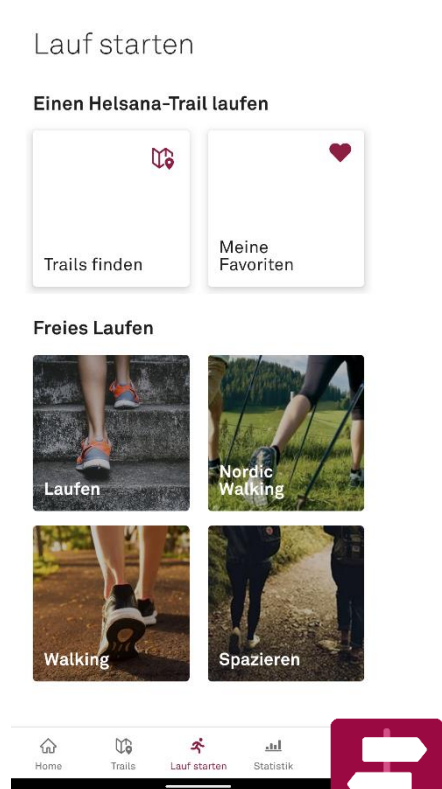 Lauf starten
Einen Helsana-Trail laufen
Trails finden
Meine
Favoriten
Freies Laufen
Laufen
Nordic
Walking
Walking
Spazieren
Home
Trails
Lauf starten
Statistik